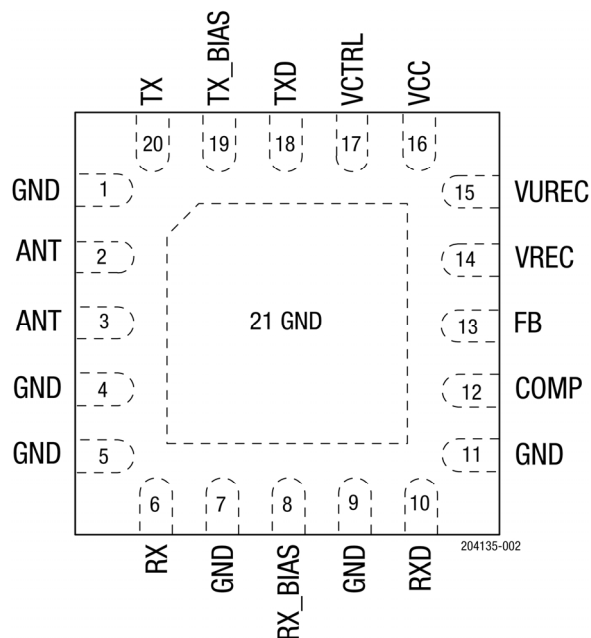 TX
TX_BIAS
TXD
VCTRL
VCC
20
19
18
17
16
GND
1
15
VUREC
ANT
2
14
VREC
ANT
3
21 GND
13
FB
GND
4
12
COMP
GND
5
11
GND
6
7
8
9
10
RX
GND
RX_BIAS
GND
RXD
204135-002